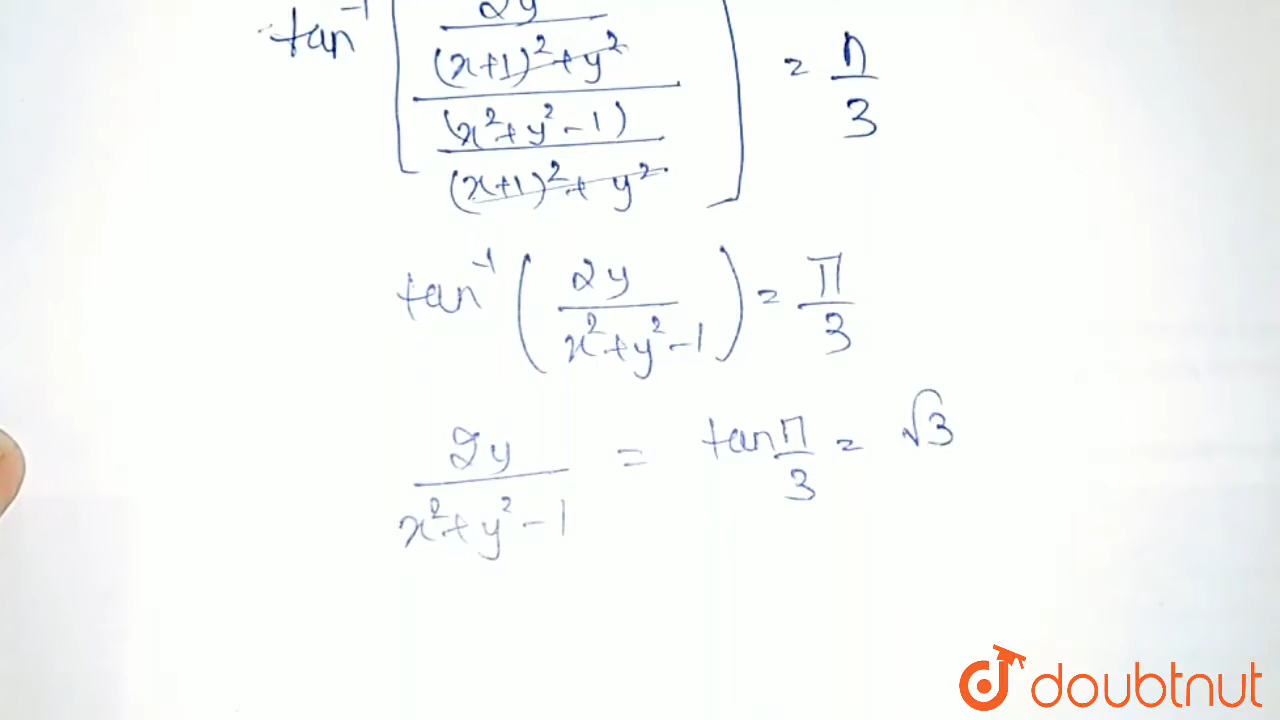 tan⁻¹ [ (2y / ((x+1)² + y²)) / ((x² + y² - 1) / ((x+1)² + y²)) ] = π/3
tan⁻¹ ( 2y / (x² + y² - 1) ) = π/3
2y / (x² + y² - 1) = tan π/3 = √3
doubtnut